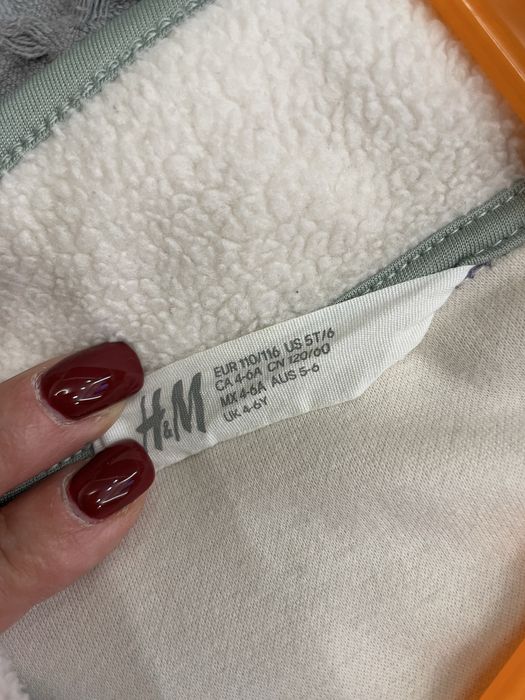 H&M
EUR 110/116 US 5T/6
CA 4-6A CN 120/60
MX 4-6A AUS 5-6
UK 4-6Y